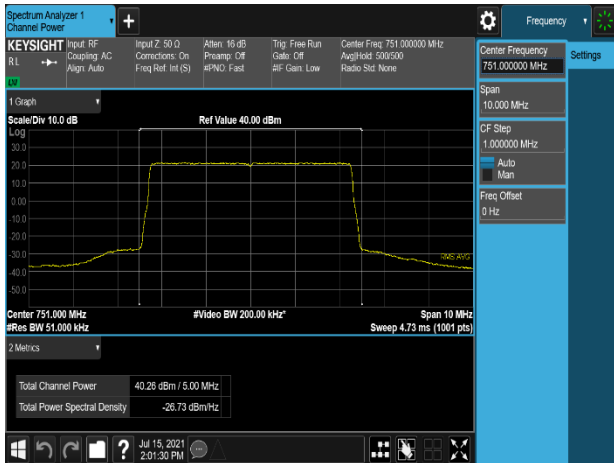 Spectrum Analyzer 1
Channel Power
+
Frequency
KEYSIGHT
RL
Input: RF
Coupling: AC
Align: Auto
Input Z: 50 Ω
Corrections: On
Freq Ref: Int (S)
Atten: 16 dB
Preamp: Off
#PNO: Fast
Trig: Free Run
Gate: Off
#IF Gain: Low
Center Freq: 751.000000 MHz
Avg|Hold: 500/500
Radio Std: None
LXI
Center Frequency
751.000000 MHz
Settings
Span
10.000 MHz
CF Step
1.000000 MHz
Auto
Man
Freq Offset
0 Hz
1 Graph
Scale/Div 10.0 dB
Ref Value 40.00 dBm
Log
30.0
20.0
10.0
0.00
-10.0
-20.0
-30.0
-40.0
-50.0
RMS AVG
Center 751.000 MHz
#Video BW 200.00 kHz*
Span 10 MHz
#Res BW 51.000 kHz
Sweep 4.73 ms (1001 pts)
2 Metrics
Total Channel Power 40.26 dBm / 5.00 MHz
Total Power Spectral Density -26.73 dBm/Hz
?
Jul 15, 2021
2:01:30 PM